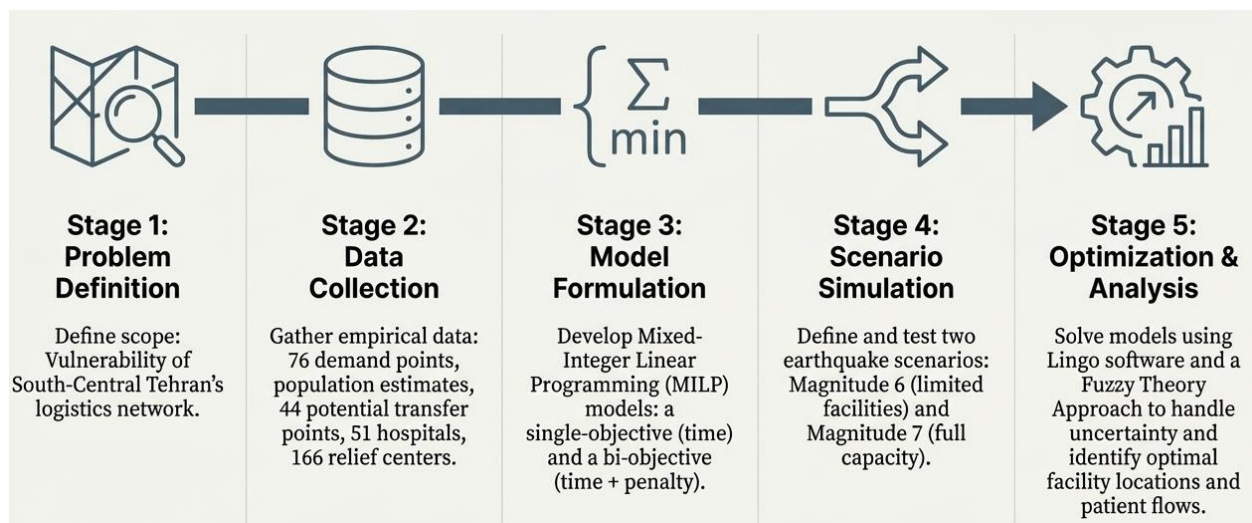 Σ
min
Stage 1:
Problem
Definition
Define scope:
Vulnerability of
South-Central Tehran’s
logistics network.
Stage 2:
Data
Collection
Gather empirical data:
76 demand points,
population estimates,
44 potential transfer
points, 51 hospitals,
166 relief centers.
Stage 3:
Model
Formulation
Develop Mixed-
Integer Linear
Programming (MILP)
models: a
single-objective (time)
and a bi-objective
(time + penalty).
Stage 4:
Scenario
Simulation
Define and test two
earthquake scenarios:
Magnitude 6 (limited
facilities) and
Magnitude 7 (full
capacity).
Stage 5:
Optimization &
Analysis
Solve models using
Lingo software and a
Fuzzy Theory
Approach to handle
uncertainty and
identify optimal
facility locations and
patient flows.